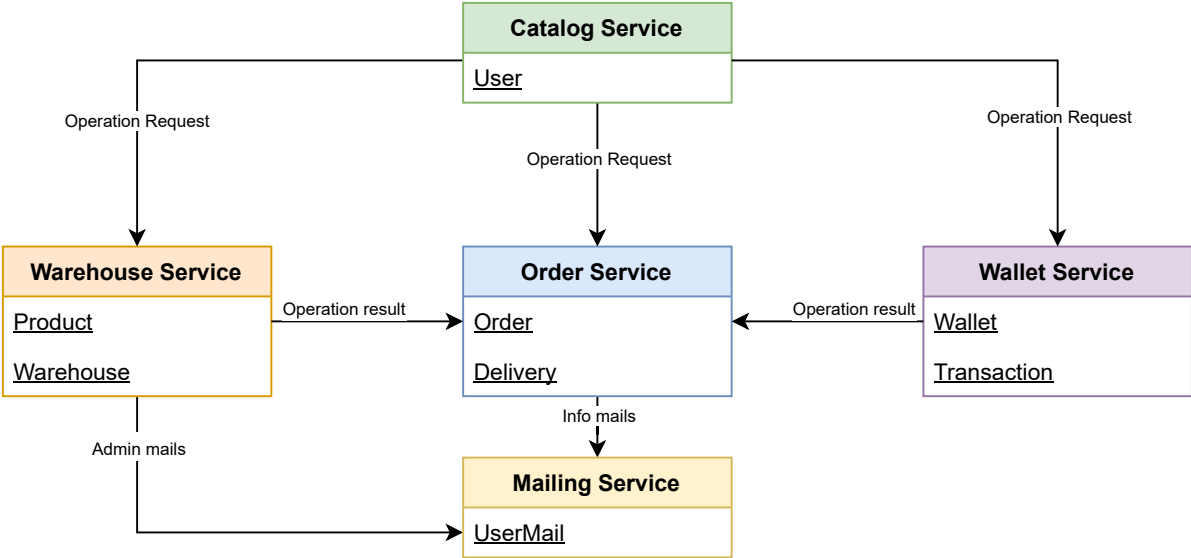 Catalog Service
User
Operation Request
Operation Request
Operation Request
Warehouse Service
Product
Warehouse
Operation result
Order Service
Order
Delivery
Operation result
Wallet Service
Wallet
Transaction
Admin mails
Info mails
Mailing Service
UserMail